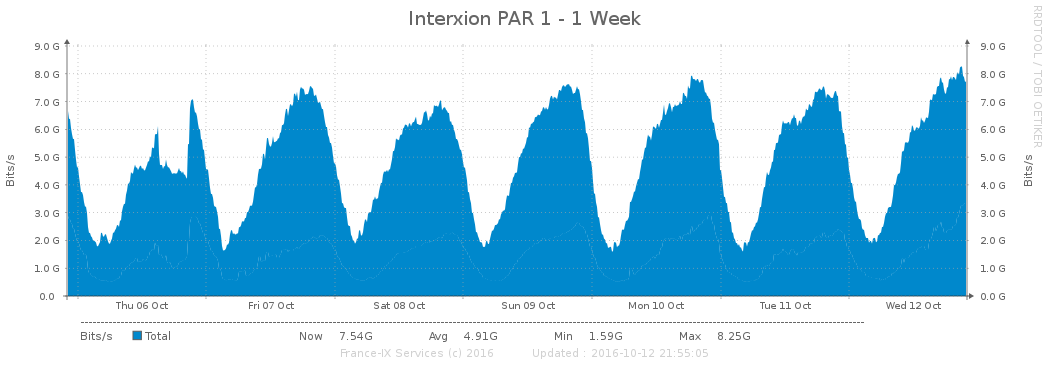 Interxion PAR 1 - 1 Week
RRDTOOL / TOBI OETIKER
Bits/s
9.0 G 9.0 G
8.0 G 8.0 G
7.0 G 7.0 G
6.0 G 6.0 G
5.0 G 5.0 G
4.0 G 4.0 G
3.0 G 3.0 G
2.0 G 2.0 G
1.0 G 1.0 G
0.0 0.0 G
Bits/s
Thu 06 Oct Fri 07 Oct Sat 08 Oct Sun 09 Oct Mon 10 Oct Tue 11 Oct Wed 12 Oct
Bits/s Total Now 7.54G Avg 4.91G Min 1.59G Max 8.25G
France-IX Services (c) 2016 Updated : 2016-10-12 21:55:05